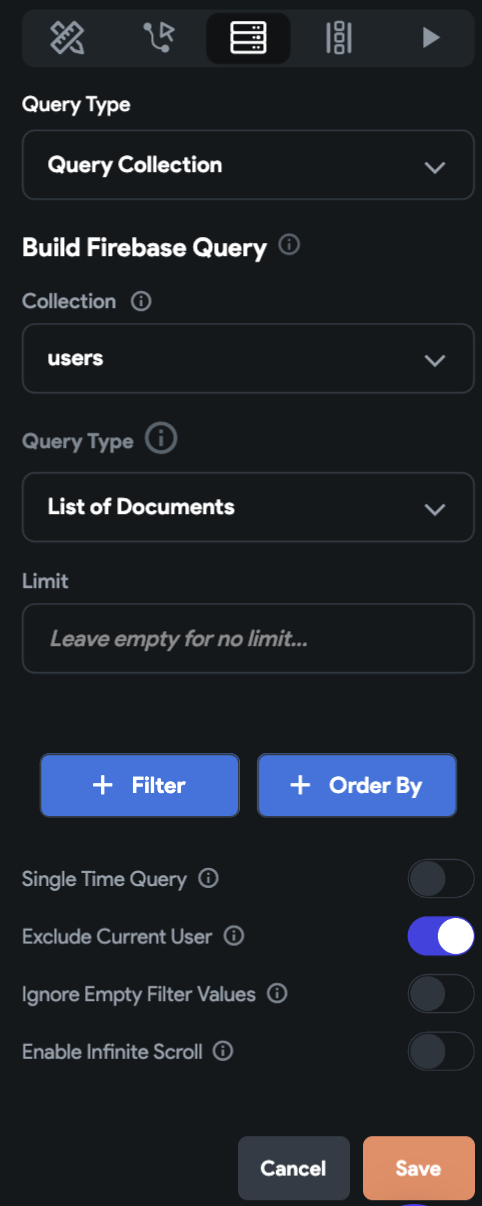 Query Type
Query Collection
Build Firebase Query
Collection
users
Query Type
List of Documents
Limit
Leave empty for no limit...
+ Filter
+ Order By
Single Time Query
Exclude Current User
Ignore Empty Filter Values
Enable Infinite Scroll
Cancel
Save